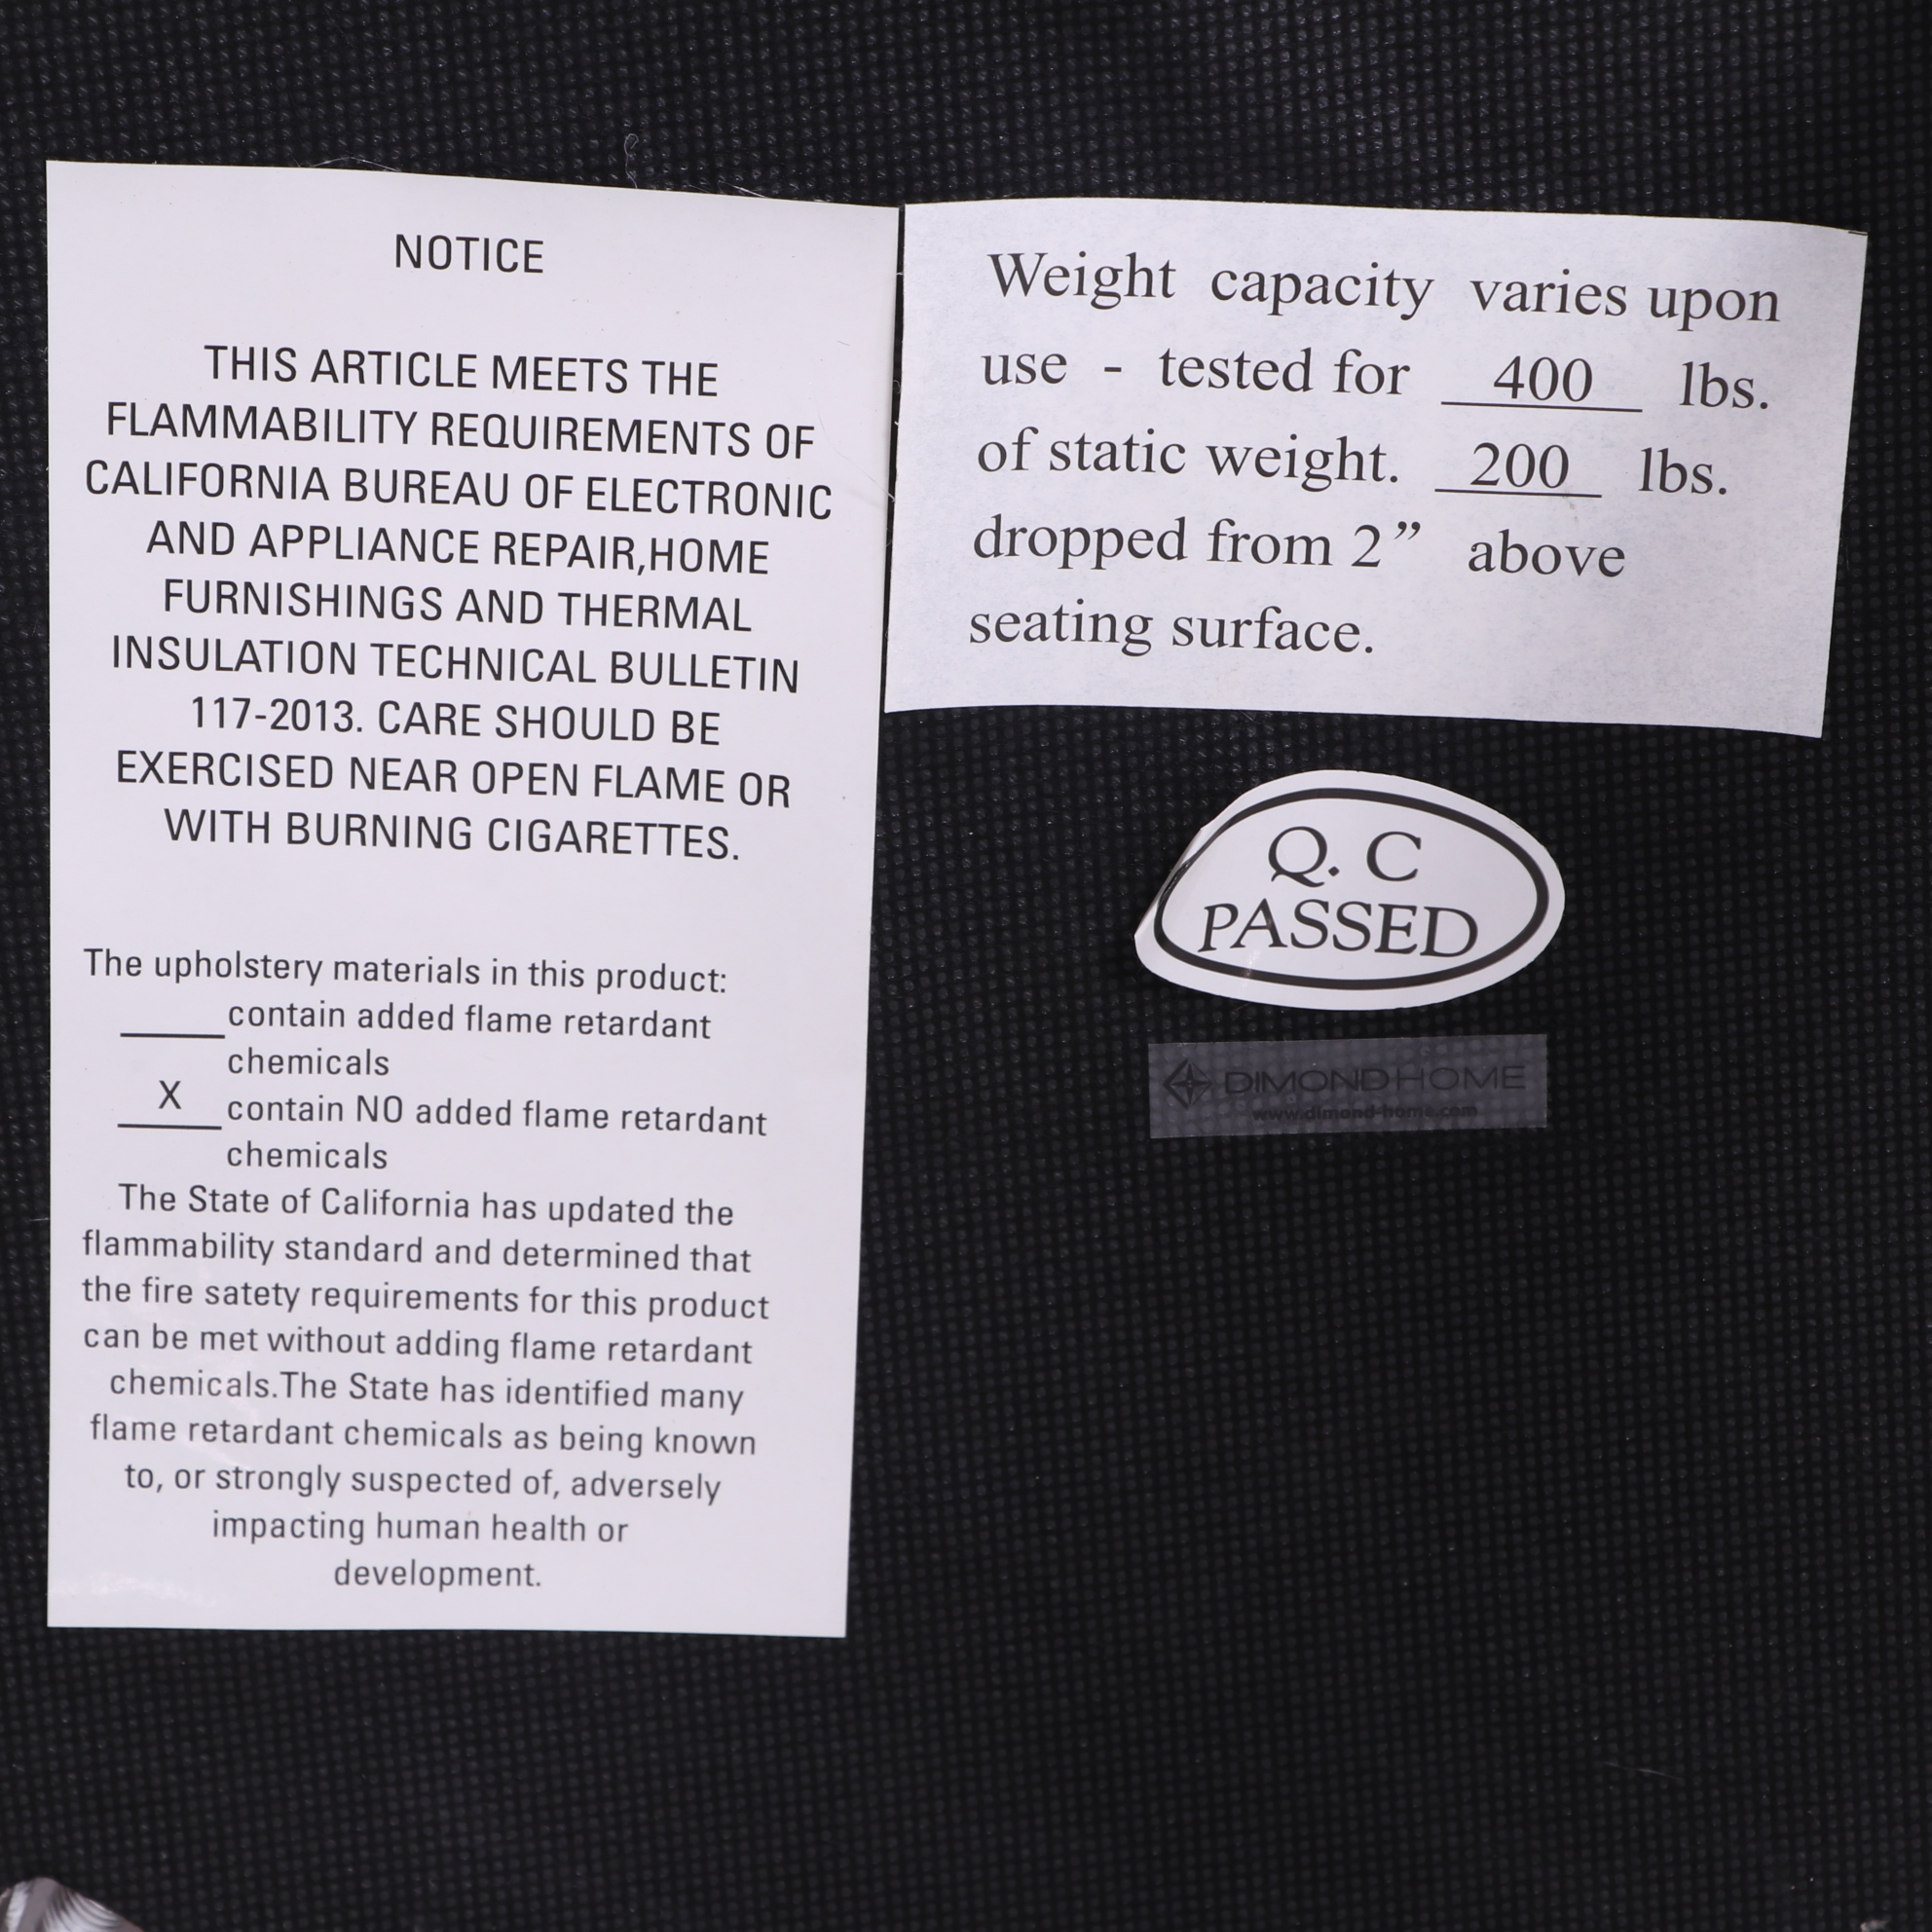 NOTICE
THIS ARTICLE MEETS THE
FLAMMABILITY REQUIREMENTS OF
CALIFORNIA BUREAU OF ELECTRONIC
AND APPLIANCE REPAIR,HOME
FURNISHINGS AND THERMAL
INSULATION TECHNICAL BULLETIN
117-2013. CARE SHOULD BE
EXERCISED NEAR OPEN FLAME OR
WITH BURNING CIGARETTES.
The upholstery materials in this product:
_____contain added flame retardant
chemicals
X
_____contain NO added flame retardant
chemicals
The State of California has updated the
flammability standard and determined that
the fire satety requirements for this product
can be met without adding flame retardant
chemicals.The State has identified many
flame retardant chemicals as being known
to, or strongly suspected of, adversely
impacting human health or
development.
Weight capacity varies upon
use - tested for 400 lbs.
of static weight. 200 lbs.
dropped from 2” above
seating surface.
Q. C
PASSED
DIMOND HOME
www.dimond-home.com